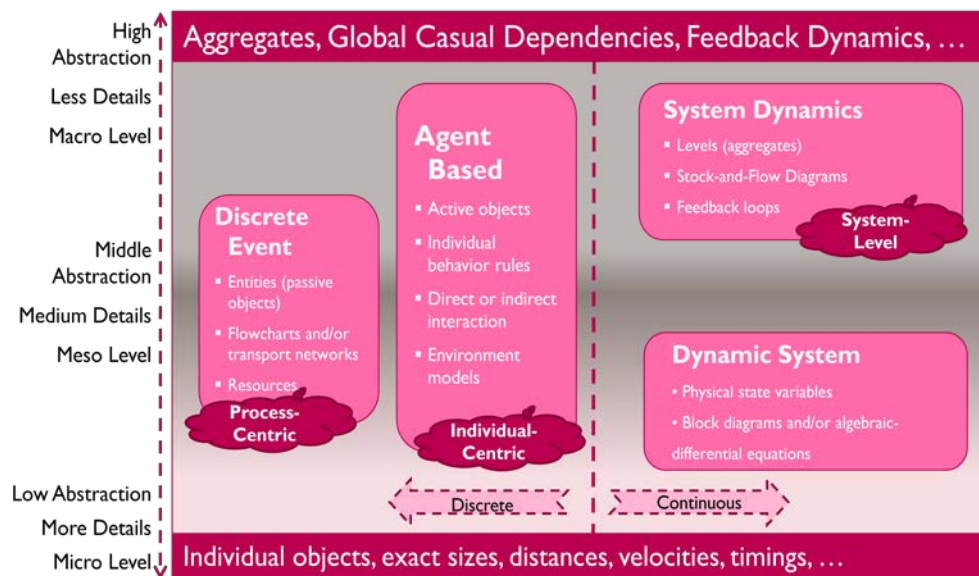 High
Abstraction
Less Details
Macro Level
Middle
Abstraction
Medium Details
Meso Level
Low Abstraction
More Details
Micro Level
Aggregates, Global Casual Dependencies, Feedback Dynamics, …
Discrete
Event
▪ Entities (passive
objects)
▪ Flowcharts and/or
transport networks
▪ Resources
Process-
Centric
Agent
Based
▪ Active objects
▪ Individual
behavior rules
▪ Direct or indirect
interaction
▪ Environment
models
Individual-
Centric
System Dynamics
▪ Levels (aggregates)
▪ Stock-and-Flow Diagrams
▪ Feedback loops
System-
Level
Dynamic System
• Physical state variables
• Block diagrams and/or algebraic-
differential equations
Discrete
Continuous
Individual objects, exact sizes, distances, velocities, timings, …